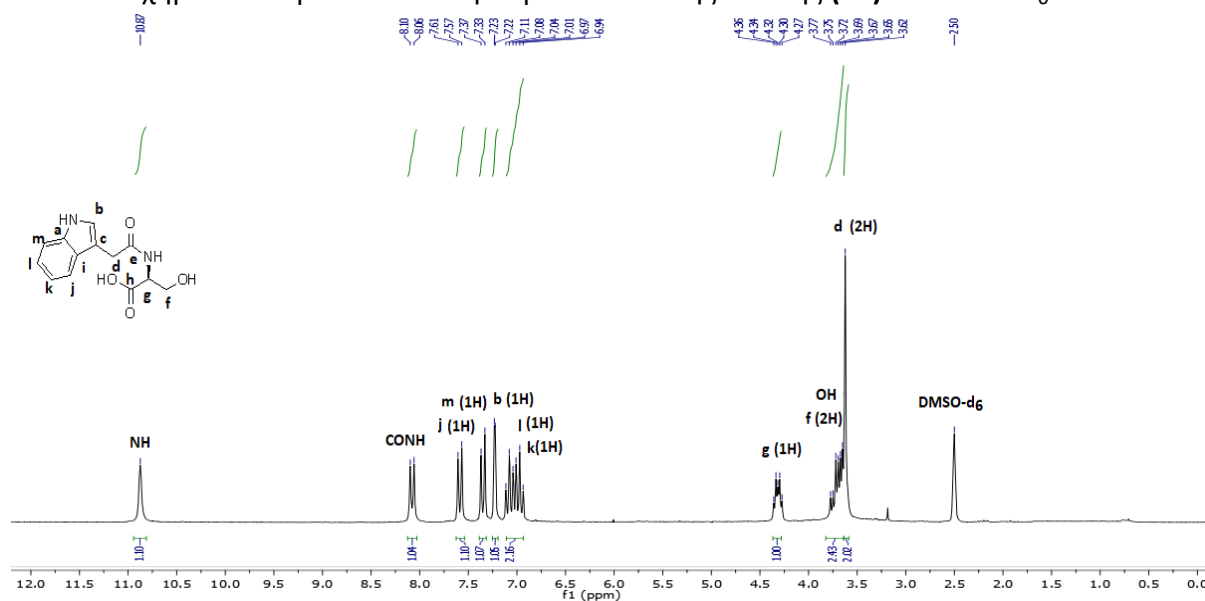 -10.87 8.10 8.06 7.61 7.57 7.37 7.33 7.23 7.22 7.11 7.08 7.04 7.01 6.97 6.94 4.36 4.34 4.32 4.30 4.27 3.77 3.75 3.72 3.69 3.67 3.65 3.62 -2.50
HN
b
a
c
O
m
e
NH
l
i
d
k
j
HO
h
g
OH
f
O
d (2H)
m (1H)
b (1H)
OH
DMSO-d6
j (1H)
l (1H)
f (2H)
NH
CONH
k(1H)
g (1H)
1.10 1.04 1.10 1.07 1.05 2.16 1.00 2.43 2.02
12.0 11.5 11.0 10.5 10.0 9.5 9.0 8.5 8.0 7.5 7.0 6.5 6.0 5.5 5.0 4.5 4.0 3.5 3.0 2.5 2.0 1.5 1.0 0.5 0.0
f1 (ppm)